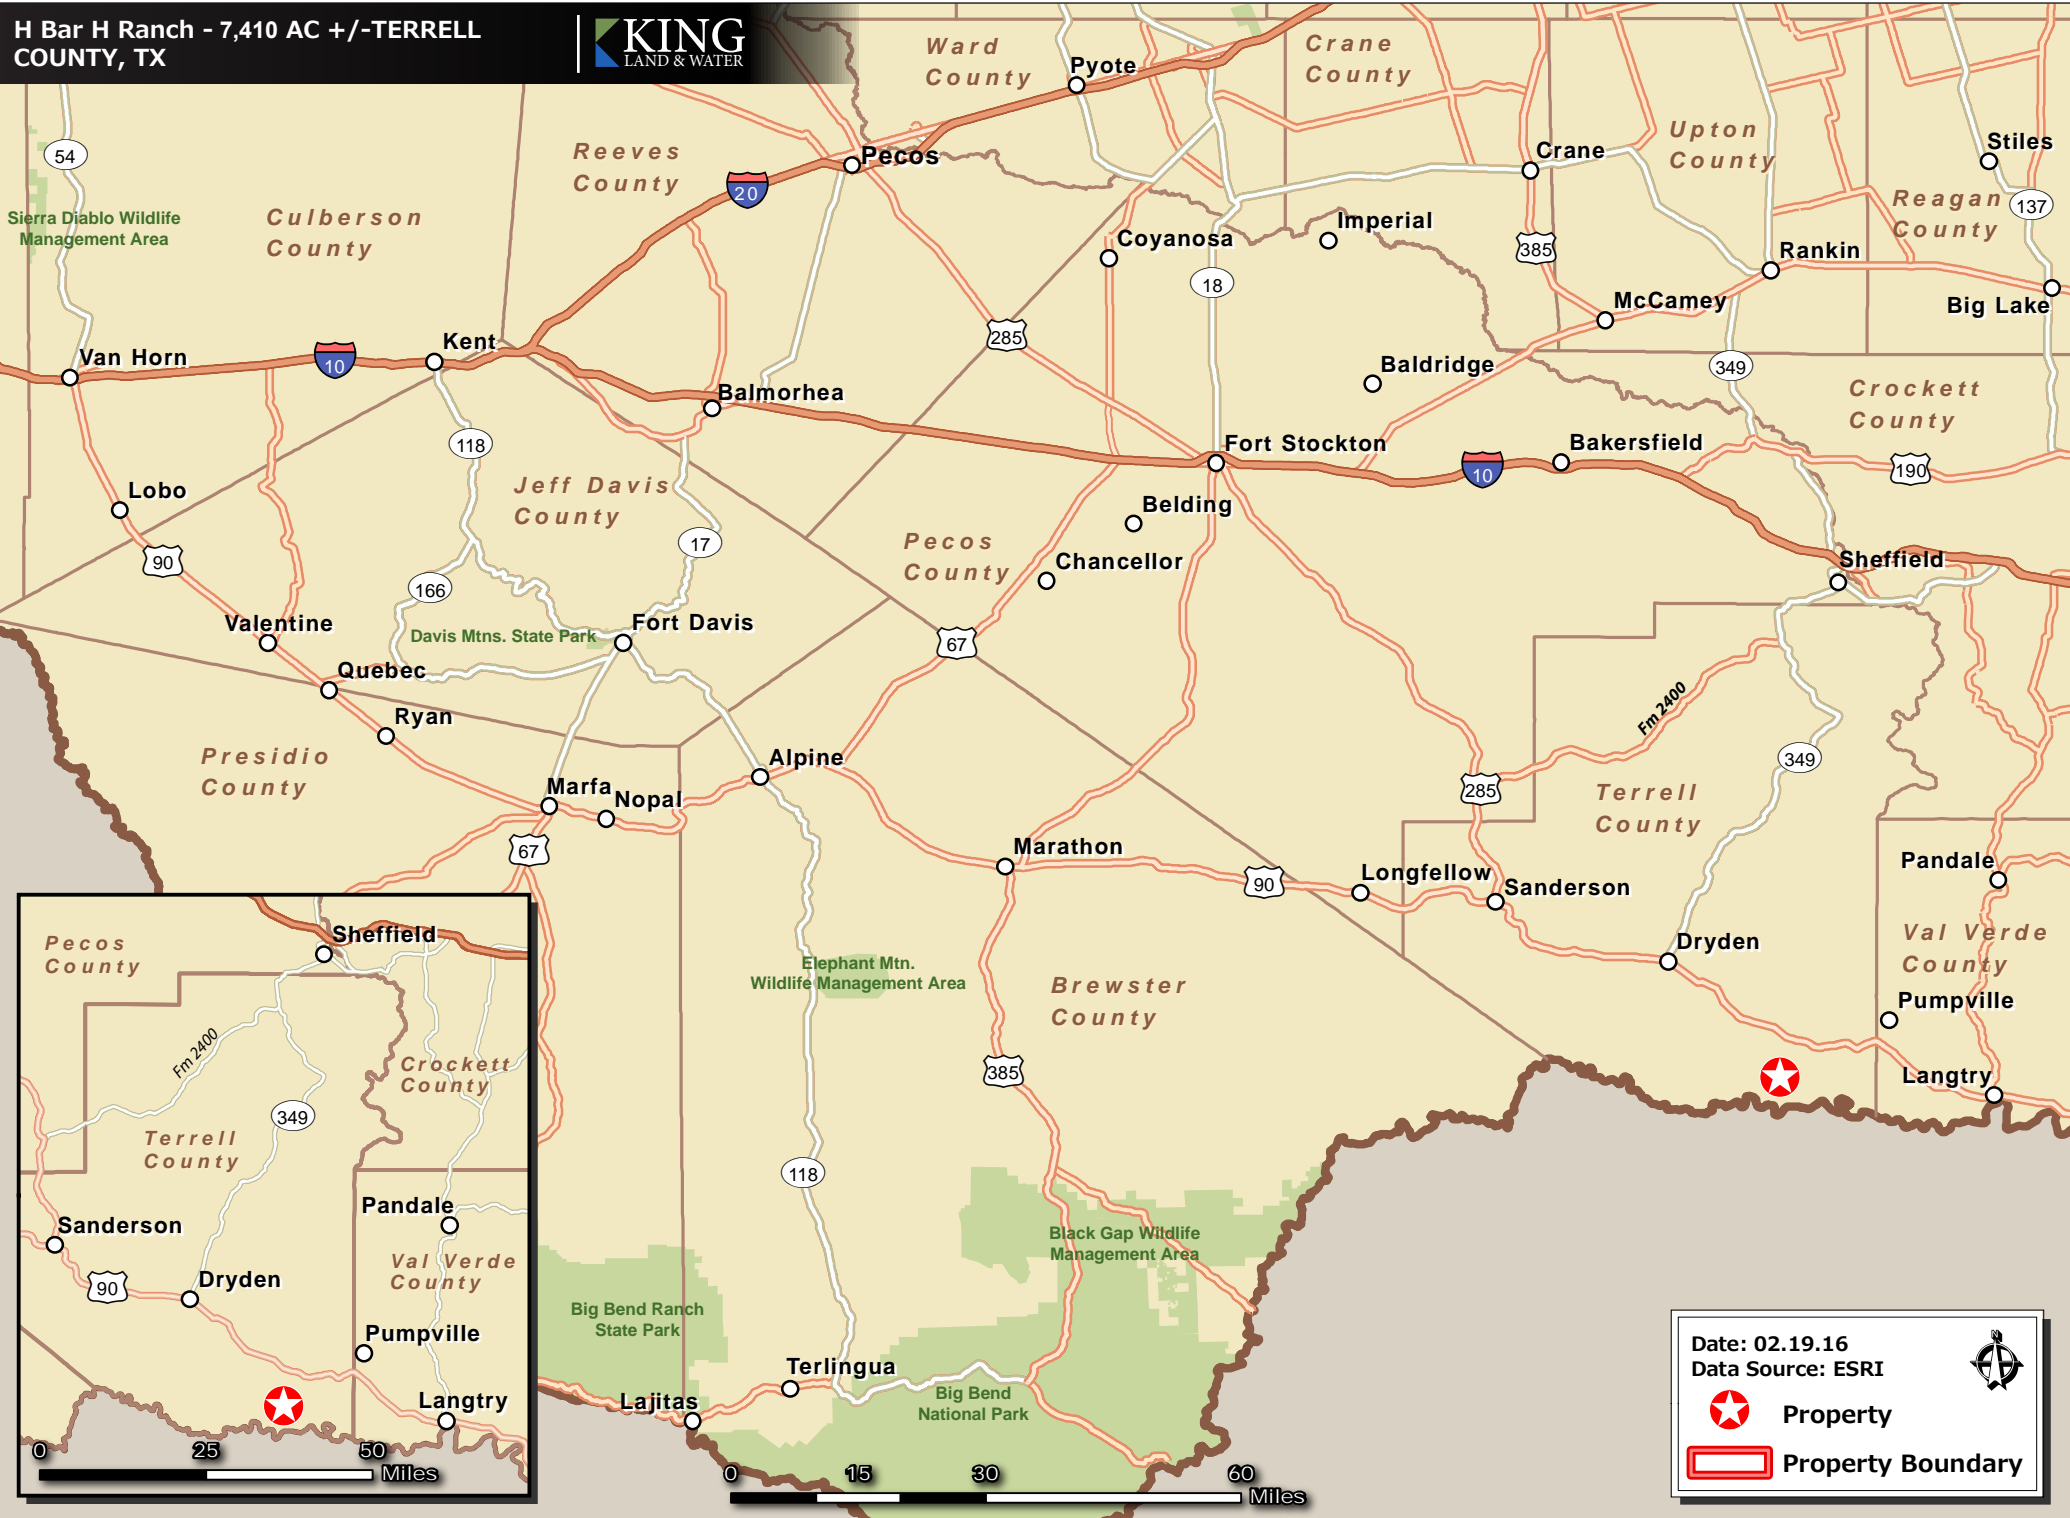 H Bar H Ranch - 7,410 AC +/-TERRELL
COUNTY, TX
KING
LAND & WATER
Ward
County
Pyote
Crane
County
Upton
County
Stiles
Reagan
County
137
54
Sierra Diablo Wildlife
Management Area
Culberson
County
Reeves
County
Pecos
20
Crane
Imperial
Coyanosa
385
Rankin
18
McCamey
Big Lake
285
Kent
Van Horn
10
Balmorhea
Baldridge
349
Crockett
County
118
Fort Stockton
Bakersfield
10
190
Lobo
Jeff Davis
County
Belding
90
17
Pecos
County
Chancellor
Sheffield
166
Valentine
Davis Mtns. State Park
Fort Davis
67
Quebec
Ryan
Fm 2400
Presidio
County
Alpine
349
Marfa
Nopal
285
Terrell
County
67
Marathon
90
Longfellow
Sanderson
Pandale
Dryden
Val Verde
County
Elephant Mtn.
Wildlife Management Area
Brewster
County
Pumpville
385
Langtry
118
Black Gap Wildlife
Management Area
Big Bend Ranch
State Park
Terlingua
Lajitas
Big Bend
National Park
0 15 30 60
Miles
Pecos
County
Sheffield
Fm 2400
Crockett
County
349
Terrell
County
Pandale
Sanderson
Val Verde
County
90
Dryden
Pumpville
Langtry
0 25 50
Miles
Date: 02.19.16
Data Source: ESRI
N
Property
Property Boundary